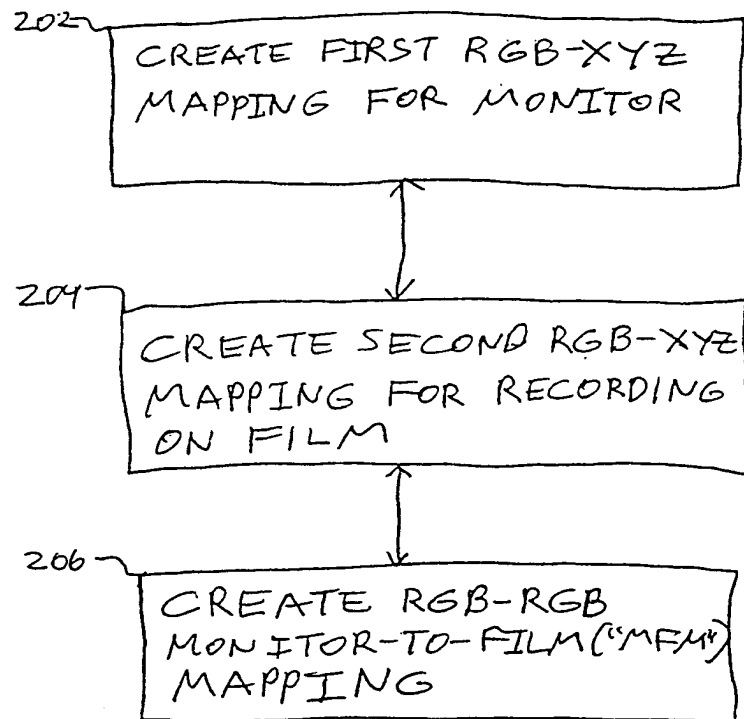 202
CREATE FIRST RGB-XYZ
MAPPING FOR MONITOR
204
CREATE SECOND RGB-XYZ
MAPPING FOR RECORDING
ON FILM
206
CREATE RGB-RGB
MONITOR-TO-FILM ("MFM")
MAPPING